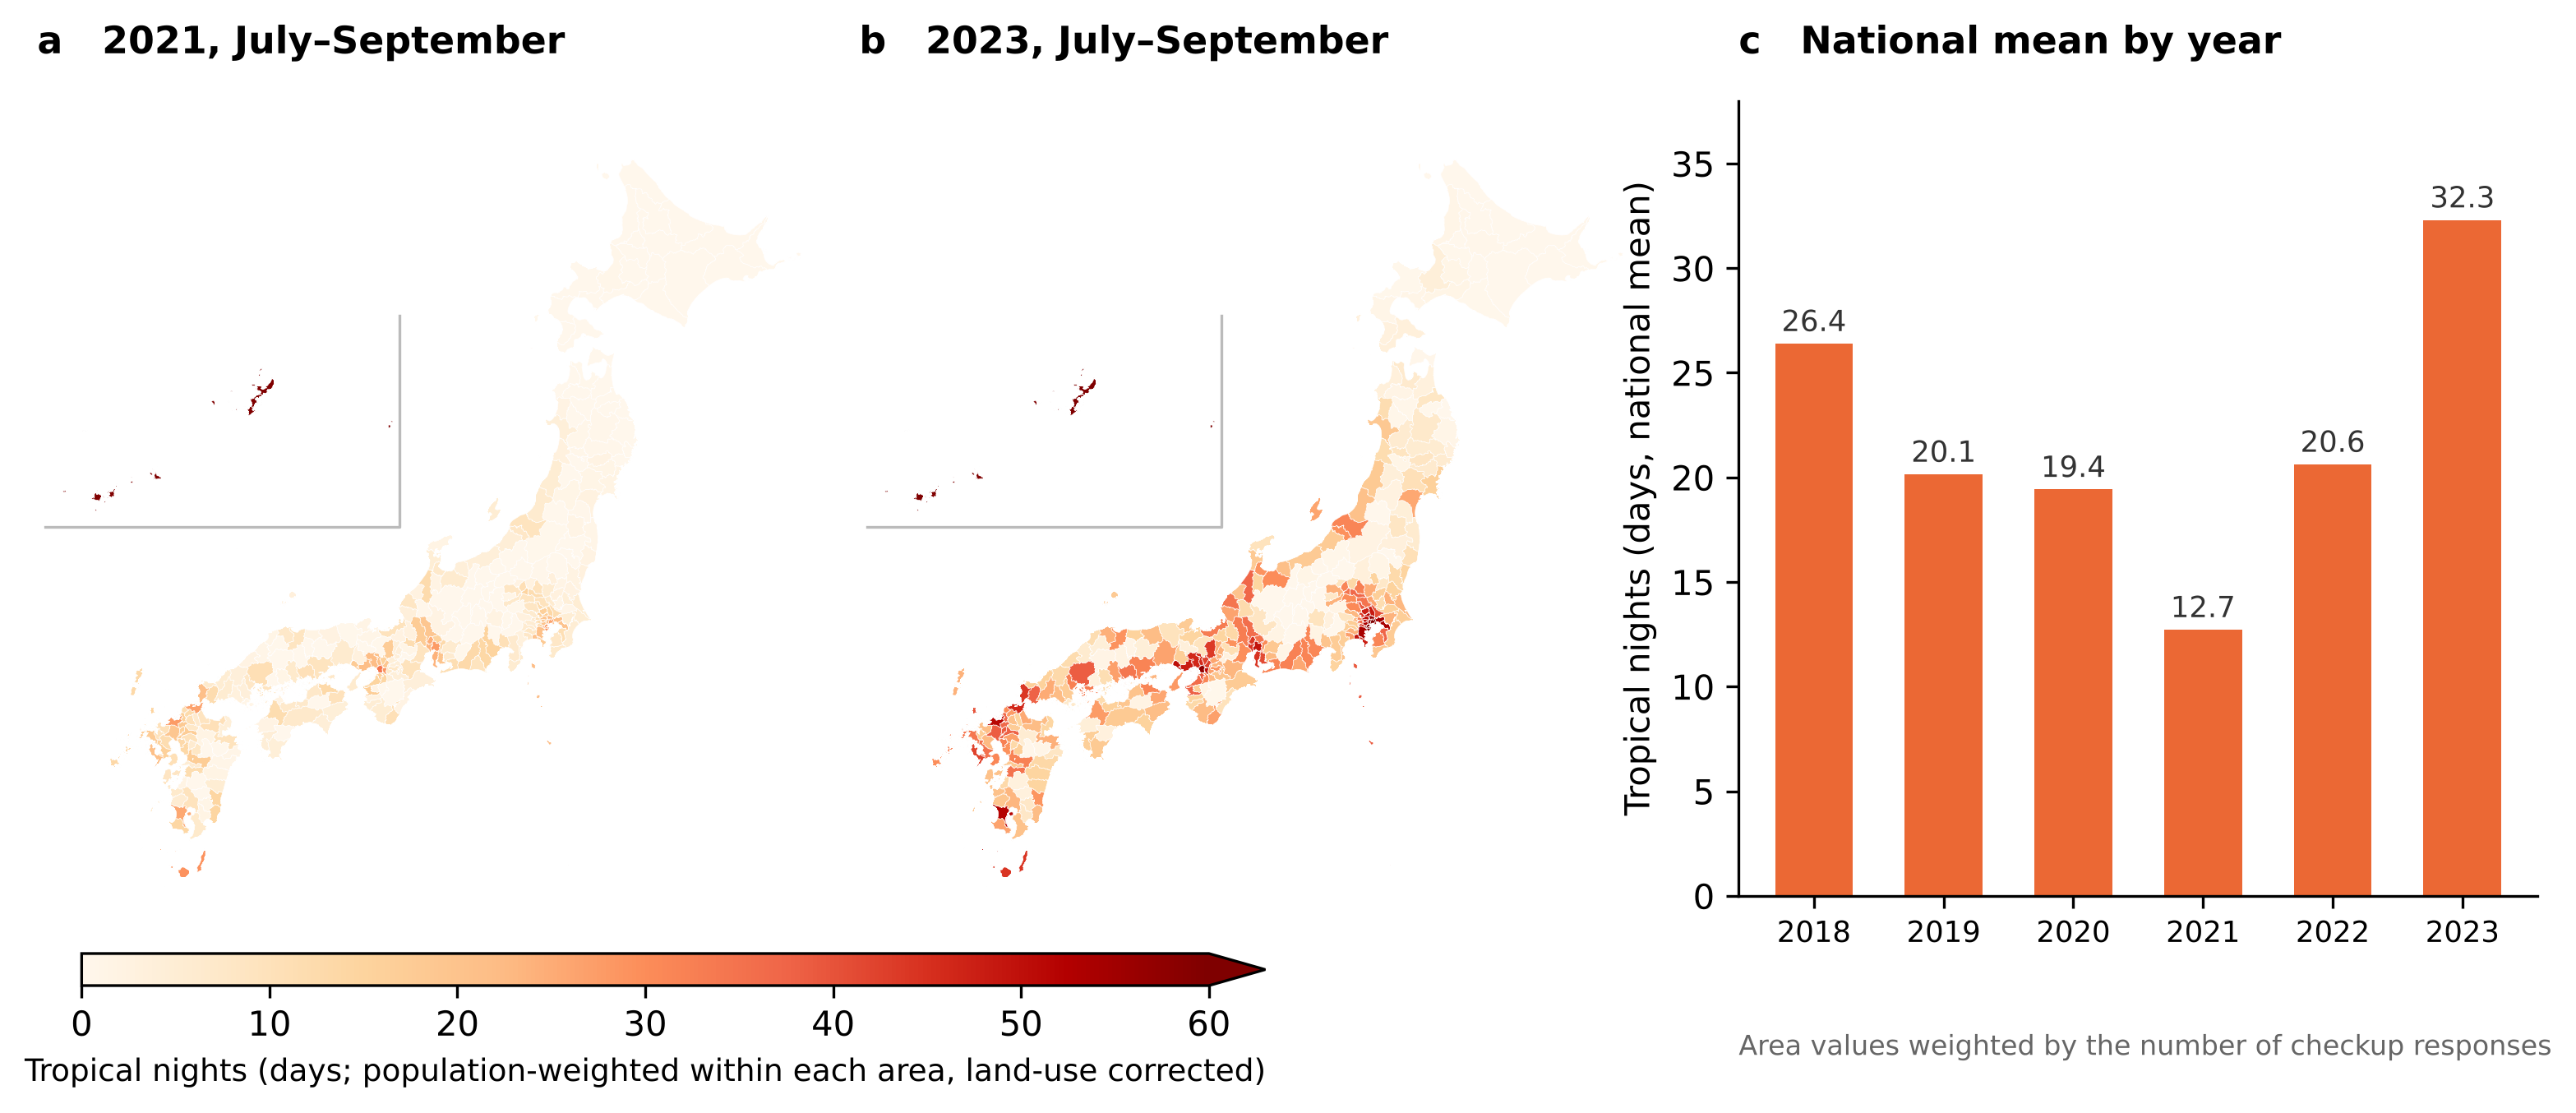 a 2021, July–September
b 2023, July–September
c National mean by year
0 10 20 30 40 50 60
Tropical nights (days; population-weighted within each area, land-use corrected)
Tropical nights (days, national mean)
35
30
25
20
15
10
5
0
26.4
20.1
19.4
12.7
20.6
32.3
2018 2019 2020 2021 2022 2023
Area values weighted by the number of checkup responses